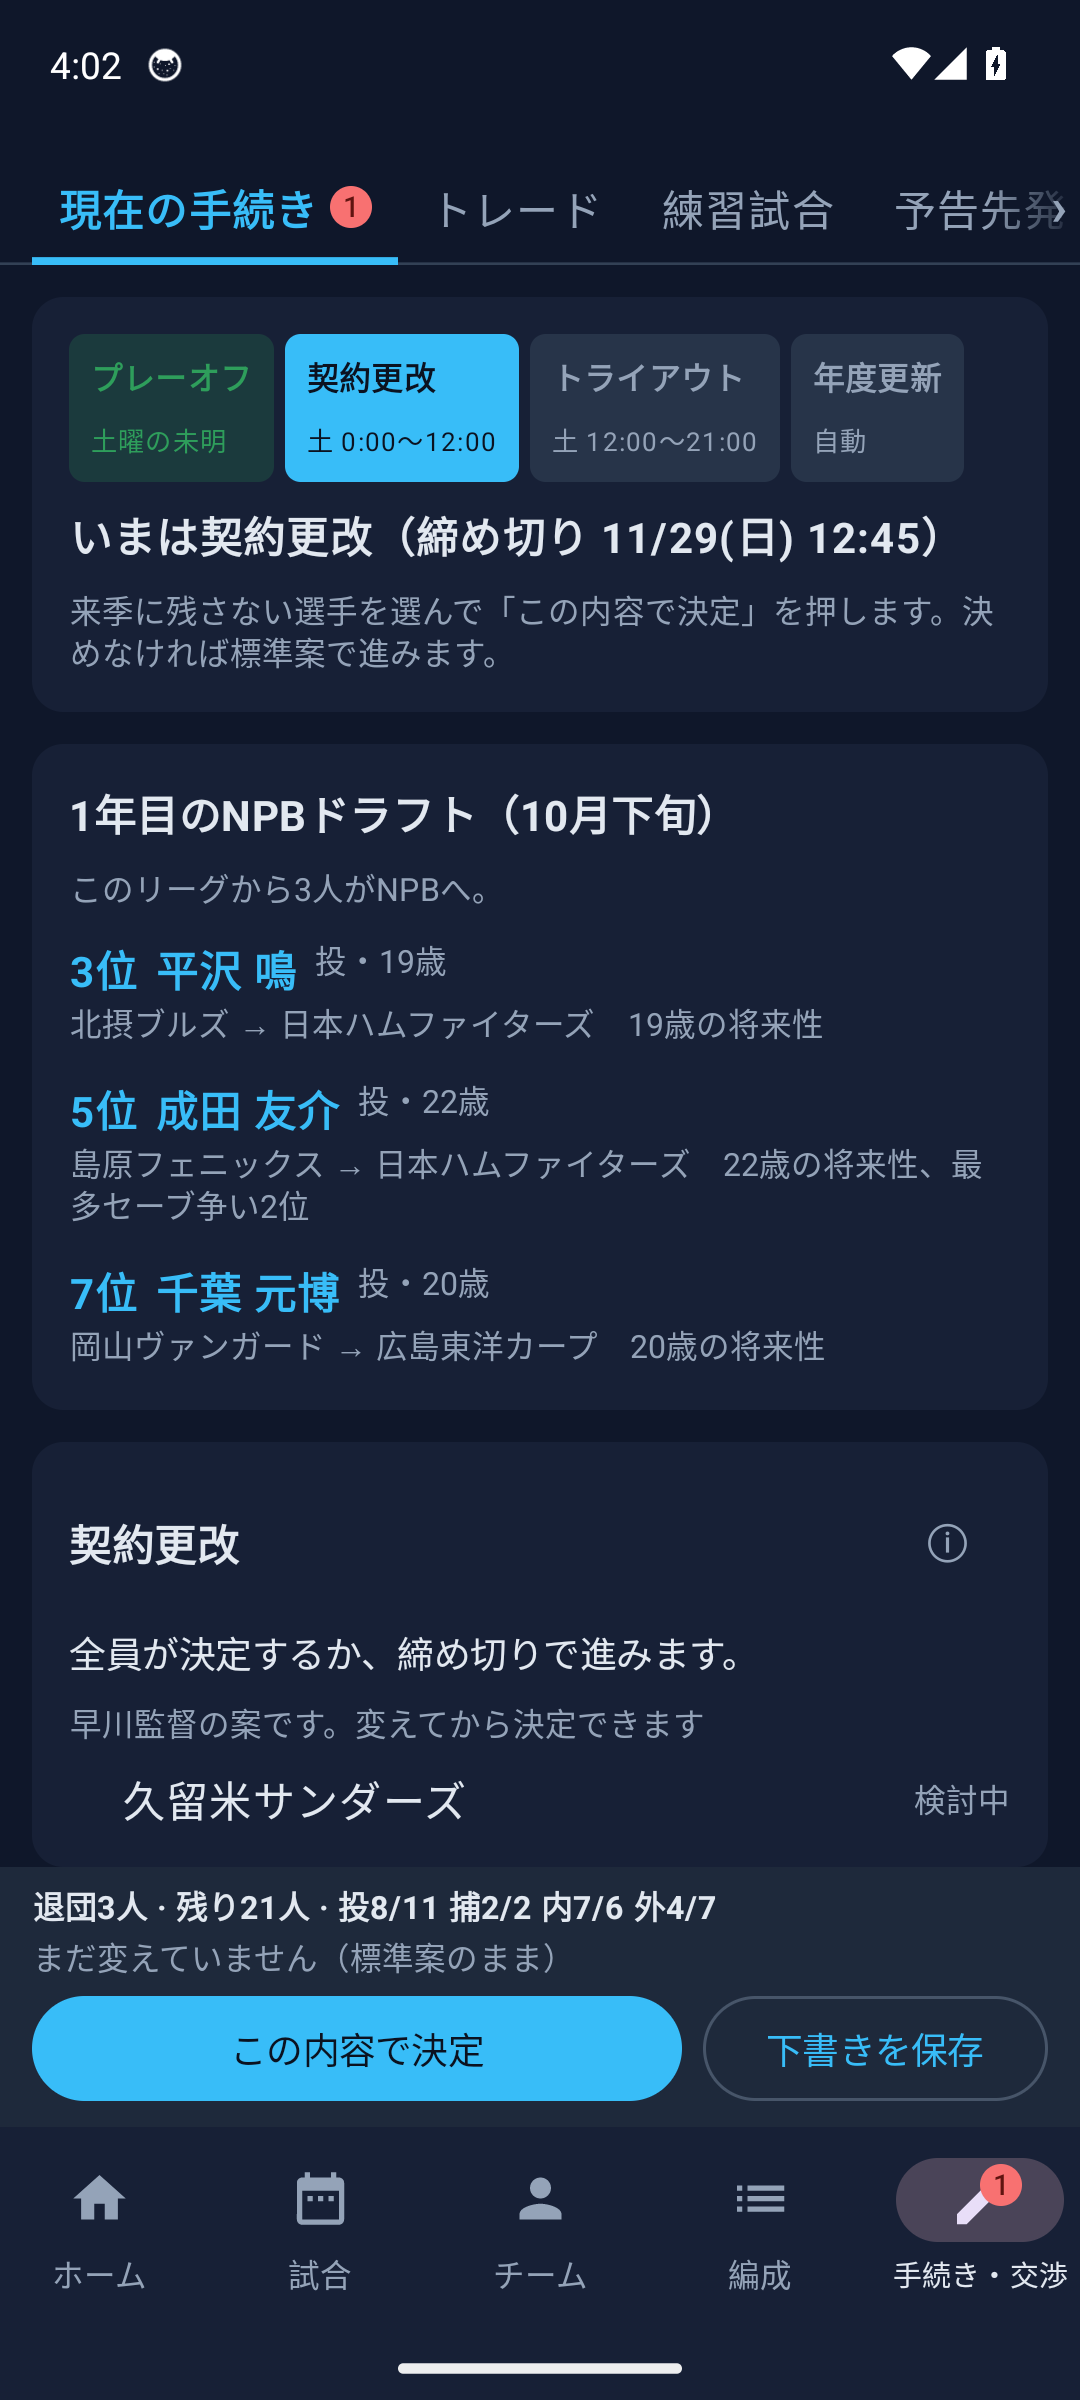 4:02
現在の手続き 1 トレード 練習試合 予告先発
プレーオフ
土曜の未明
契約更改
土 0:00〜12:00
トライアウト
土 12:00〜21:00
年度更新
自動
いまは契約更改（締め切り 11/29(日) 12:45）
来季に残さない選手を選んで「この内容で決定」を押します。決
めなければ標準案で進みます。
1年目のNPBドラフト（10月下旬）
このリーグから3人がNPBへ。
3位 平沢 鳴 投・19歳
北摂ブルズ → 日本ハムファイターズ 19歳の将来性
5位 成田 友介 投・22歳
島原フェニックス → 日本ハムファイターズ 22歳の将来性、最
多セーブ争い2位
7位 千葉 元博 投・20歳
岡山ヴァンガード → 広島東洋カープ 20歳の将来性
契約更改
全員が決定するか、締め切りで進みます。
早川監督の案です。変えてから決定できます
久留米サンダーズ 検討中
退団3人 · 残り21人 · 投8/11 捕2/2 内7/6 外4/7
まだ変えていません（標準案のまま）
この内容で決定 下書きを保存
1
ホーム 試合 チーム 編成 手続き・交渉